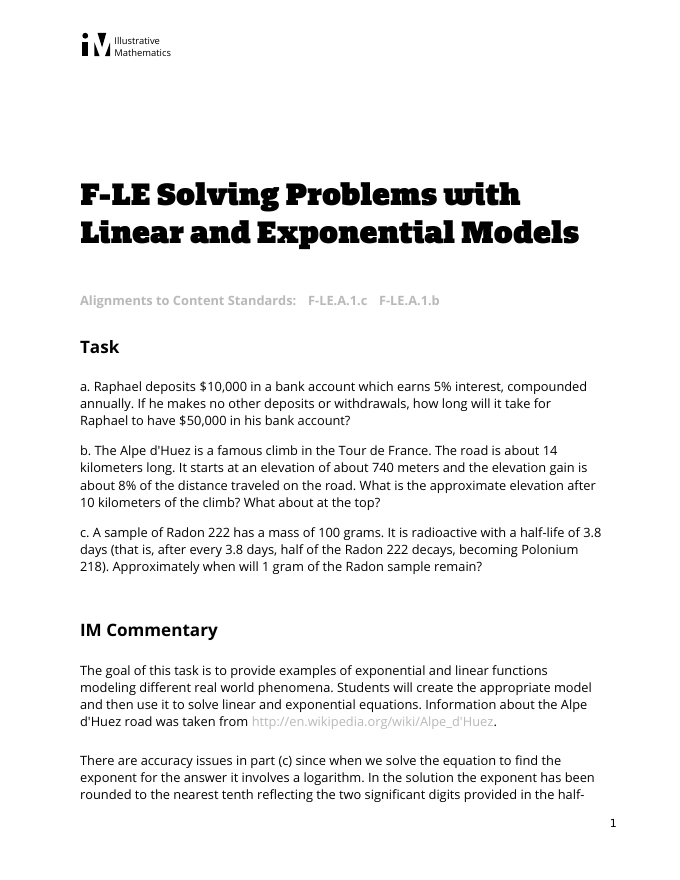 Illustrative
Mathematics
F-LE Solving Problems with
Linear and Exponential Models
Alignments to Content Standards: F-LE.A.1.c F-LE.A.1.b
Task
a. Raphael deposits $10,000 in a bank account which earns 5% interest, compounded
annually. If he makes no other deposits or withdrawals, how long will it take for
Raphael to have $50,000 in his bank account?
b. The Alpe d'Huez is a famous climb in the Tour de France. The road is about 14
kilometers long. It starts at an elevation of about 740 meters and the elevation gain is
about 8% of the distance traveled on the road. What is the approximate elevation after
10 kilometers of the climb? What about at the top?
c. A sample of Radon 222 has a mass of 100 grams. It is radioactive with a half-life of 3.8
days (that is, after every 3.8 days, half of the Radon 222 decays, becoming Polonium
218). Approximately when will 1 gram of the Radon sample remain?
IM Commentary
The goal of this task is to provide examples of exponential and linear functions
modeling different real world phenomena. Students will create the appropriate model
and then use it to solve linear and exponential equations. Information about the Alpe
d'Huez road was taken from http://en.wikipedia.org/wiki/Alpe_d'Huez.
There are accuracy issues in part (c) since when we solve the equation to find the
exponent for the answer it involves a logarithm. In the solution the exponent has been
rounded to the nearest tenth reflecting the two significant digits provided in the half-
1